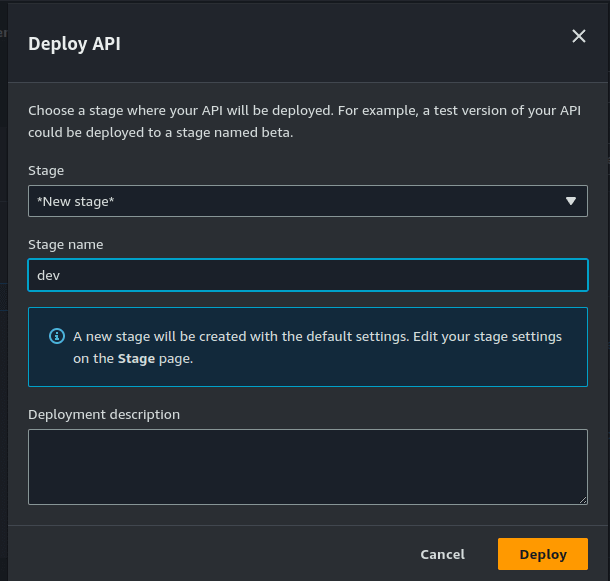 Deploy API
Choose a stage where your API will be deployed. For example, a test version of your API
could be deployed to a stage named beta.
Stage
*New stage*
Stage name
dev
A new stage will be created with the default settings. Edit your stage settings
on the Stage page.
Deployment description
Cancel
Deploy